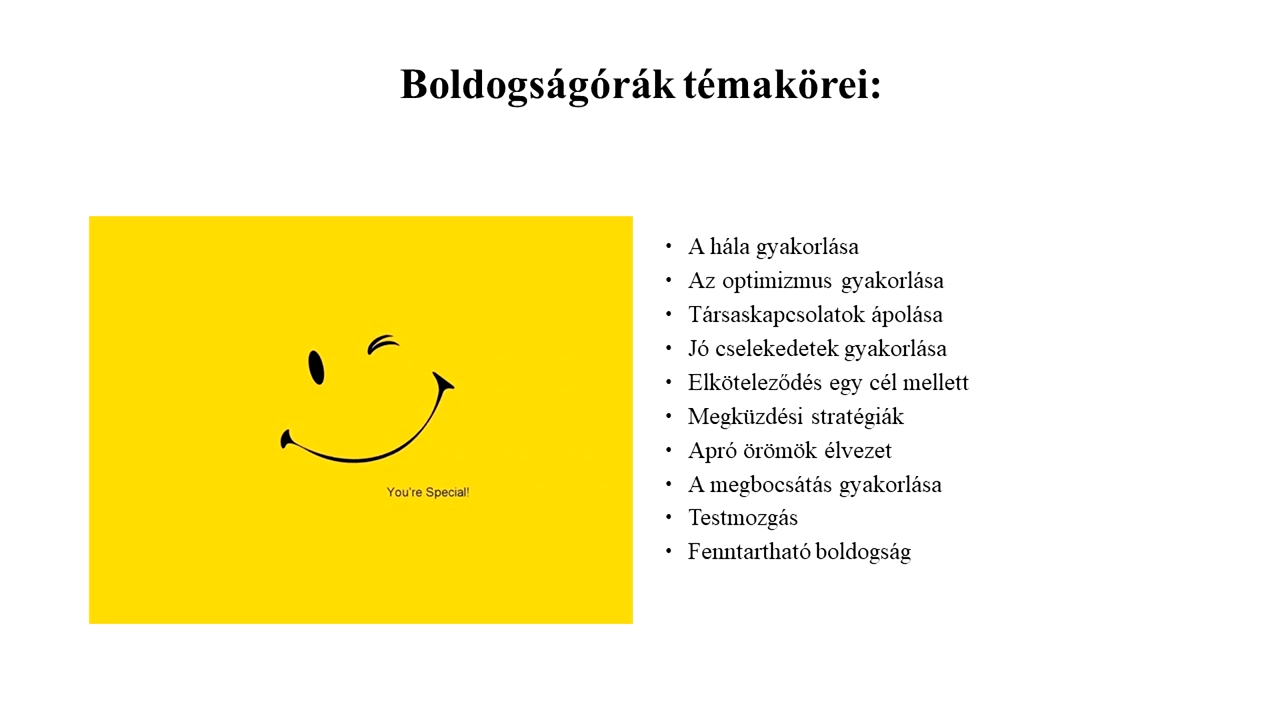 Boldogságórák témakörei:
You're Special!
• A hála gyakorlása
• Az optimizmus gyakorlása
• Társaskapcsolatok ápolása
• Jó cselekedetek gyakorlása
• Elköteleződés egy cél mellett
• Megküzdési stratégiák
• Apró örömök élvezet
• A megbocsátás gyakorlása
• Testmozgás
• Fenntartható boldogság